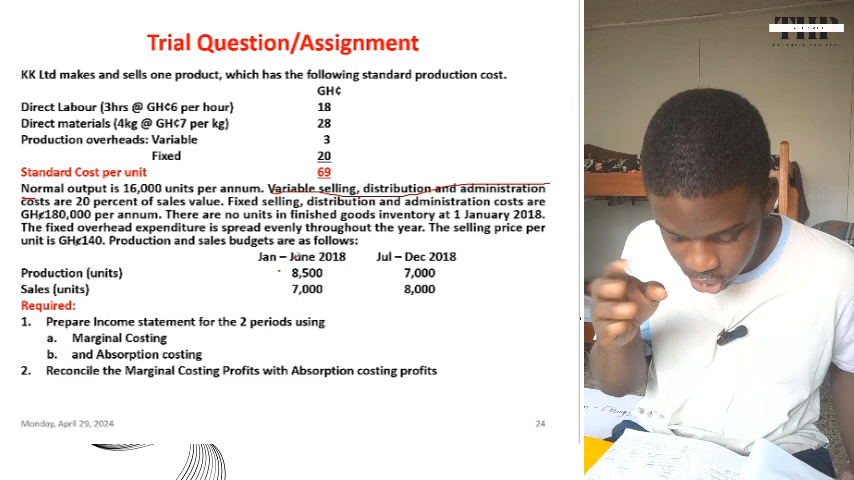 Trial Question/Assignment
THP
KK Ltd makes and sells one product, which has the following standard production cost.
GH¢
Direct Labour (3hrs @ GH¢6 per hour) 18
Direct materials (4kg @ GH¢7 per kg) 28
Production overheads: Variable 3
Fixed 20
Standard Cost per unit 69
Normal output is 16,000 units per annum. Variable selling, distribution and administration
costs are 20 percent of sales value. Fixed selling, distribution and administration costs are
GH¢180,000 per annum. There are no units in finished goods inventory at 1 January 2018.
The fixed overhead expenditure is spread evenly throughout the year. The selling price per
unit is GH¢140. Production and sales budgets are as follows:
Jan – June 2018 Jul – Dec 2018
Production (units) 8,500 7,000
Sales (units) 7,000 8,000
Required:
1. Prepare Income statement for the 2 periods using
a. Marginal Costing
b. and Absorption costing
2. Reconcile the Marginal Costing Profits with Absorption costing profits
Monday, April 29, 2024 24